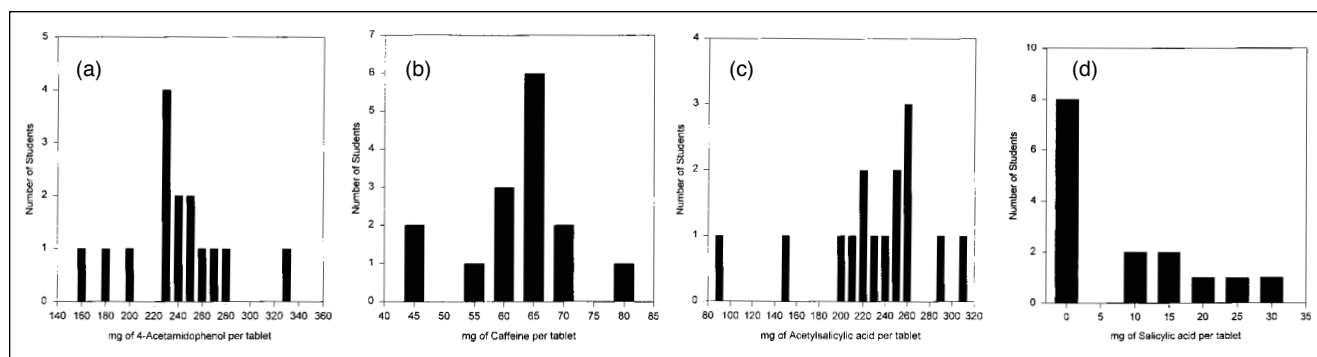 (a)
5
4
3
2
1
0
Number of Students
140 160 180 200 220 240 260 280 300 320 340 360
mg of 4-Acetamidophenol per tablet
(b)
7
6
5
4
3
2
1
0
Number of Students
40 45 50 55 60 65 70 75 80 85
mg of Caffeine per tablet
(c)
4
3
2
1
0
Number of Students
80 100 120 140 160 180 200 220 240 260 280 300 320
mg of Acetylsalicylic acid per tablet
(d)
10
8
6
4
2
0
Number of Students
0 5 10 15 20 25 30
mg of Salicylic acid per tablet